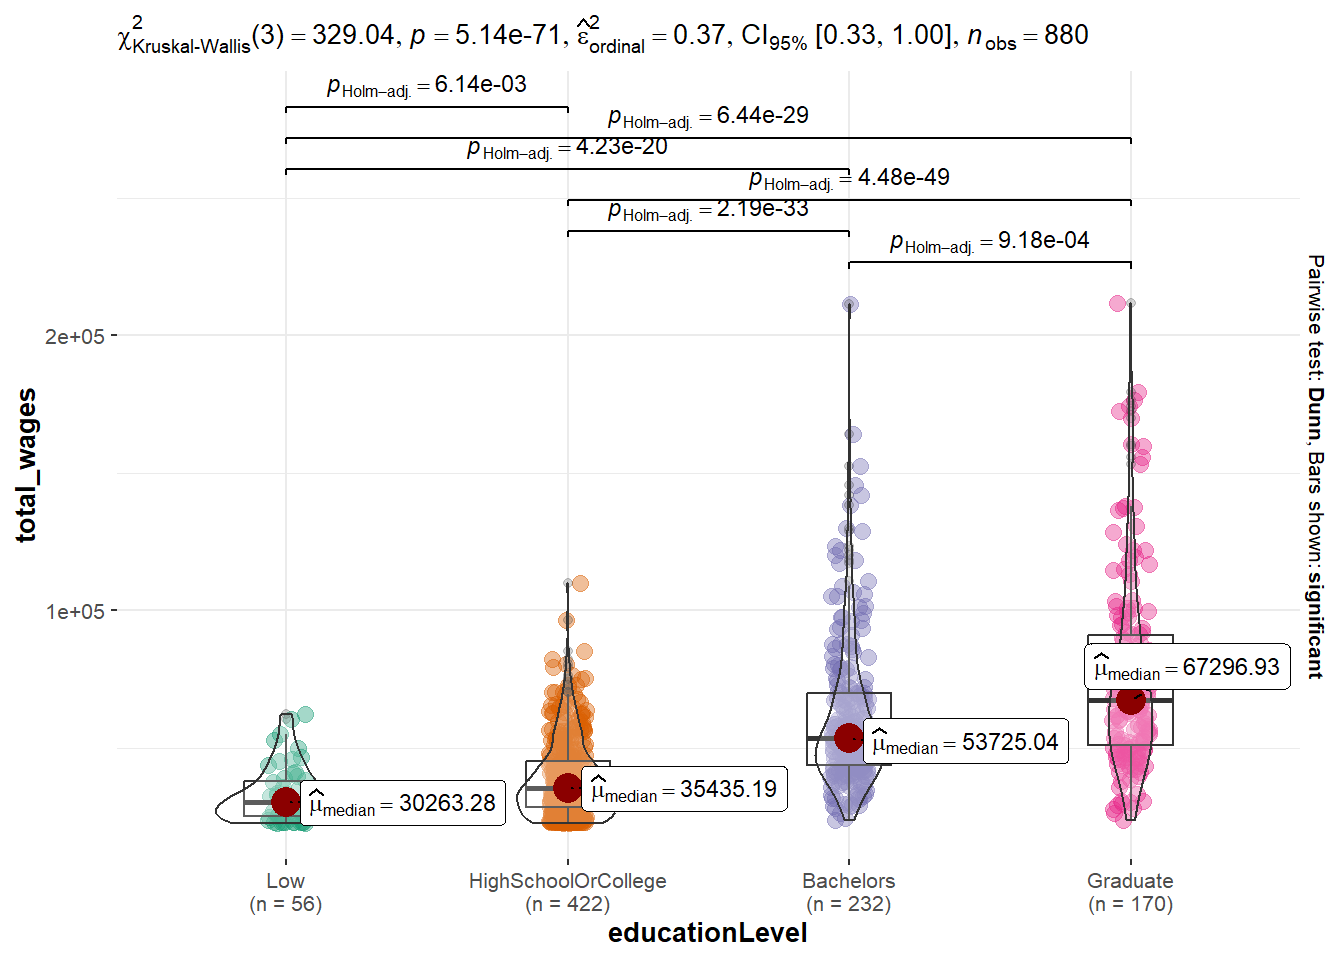 χ²Kruskal-Wallis(3) = 329.04, p = 5.14e-71, ε̂²ordinal = 0.37, CI95% [0.33, 1.00], nobs = 880
pHolm–adj. = 6.14e-03
pHolm–adj. = 6.44e-29
pHolm–adj. = 4.23e-20
pHolm–adj. = 4.48e-49
pHolm–adj. = 2.19e-33
pHolm–adj. = 9.18e-04
2e+05
1e+05
total_wages
μ̂median = 30263.28
μ̂median = 35435.19
μ̂median = 53725.04
μ̂median = 67296.93
Low
(n = 56)
HighSchoolOrCollege
(n = 422)
Bachelors
(n = 232)
Graduate
(n = 170)
educationLevel
Pairwise test: Dunn, Bars shown: significant